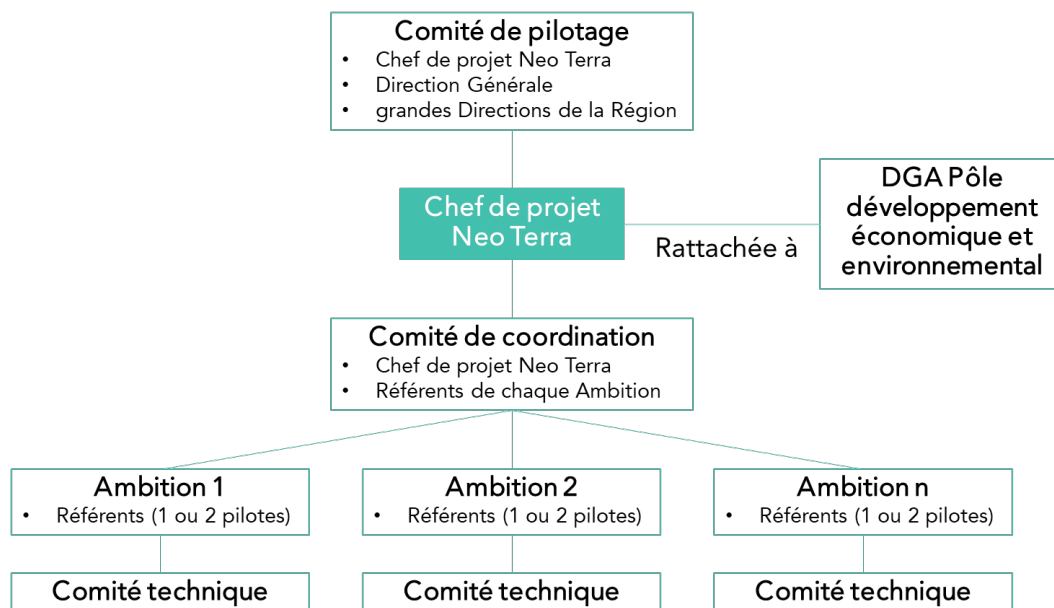 Comité de pilotage
• Chef de projet Neo Terra
• Direction Générale
• grandes Directions de la Région
Chef de projet
Neo Terra
Rattachée à
DGA Pôle
développement
économique et
environnemental
Comité de coordination
• Chef de projet Neo Terra
• Référents de chaque Ambition
Ambition 1
• Référents (1 ou 2 pilotes)
Ambition 2
• Référents (1 ou 2 pilotes)
Ambition n
• Référents (1 ou 2 pilotes)
Comité technique
Comité technique
Comité technique